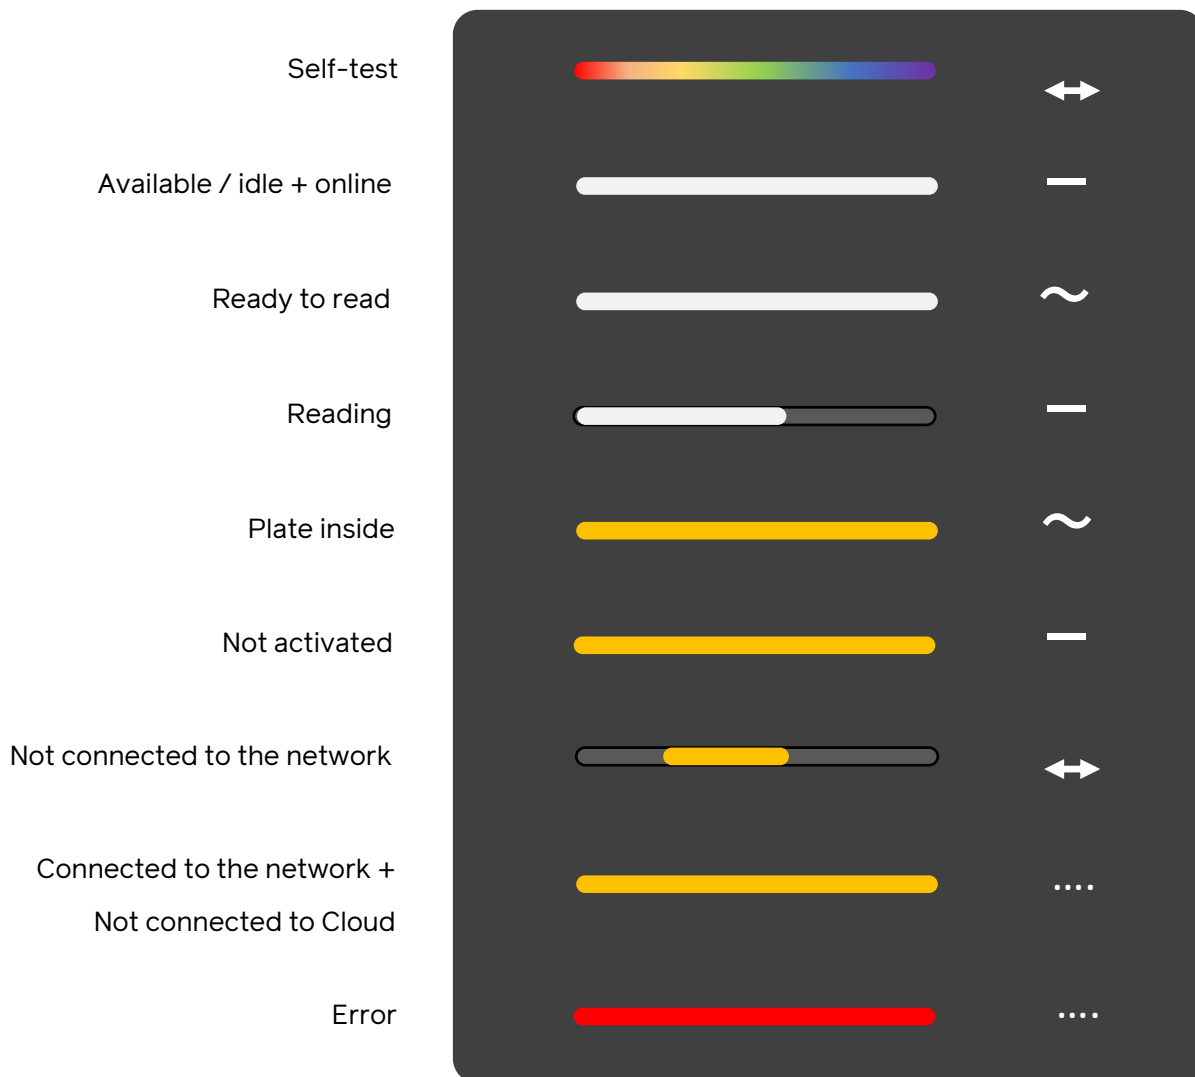 Self-test
Available / idle + online
Ready to read
Reading
Plate inside
Not activated
Not connected to the network
Connected to the network +
Not connected to Cloud
Error